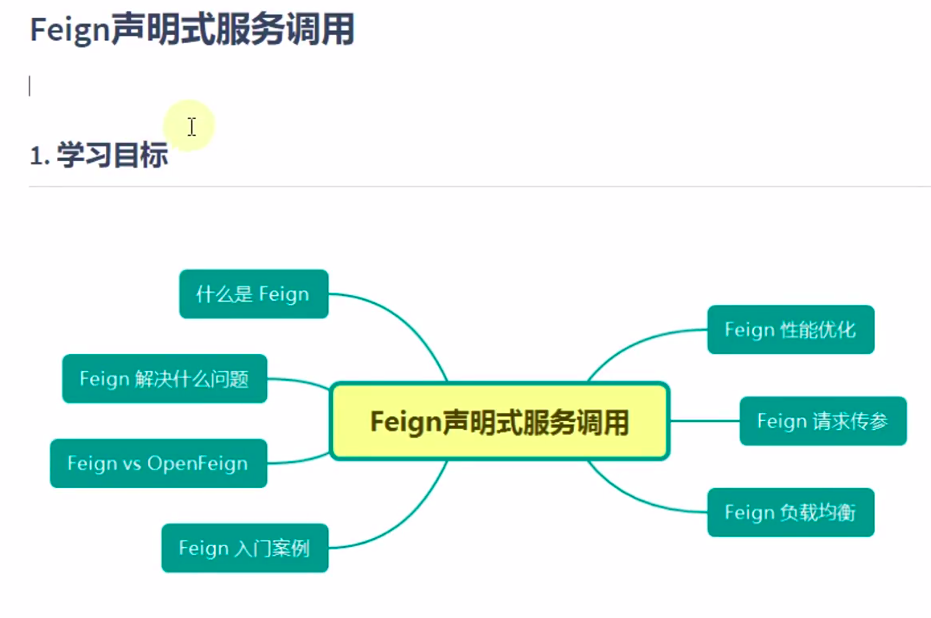 Feign声明式服务调用
1. 学习目标
什么是 Feign
Feign 解决什么问题
Feign vs OpenFeign
Feign 入门案例
Feign声明式服务调用
Feign 性能优化
Feign 请求传参
Feign 负载均衡